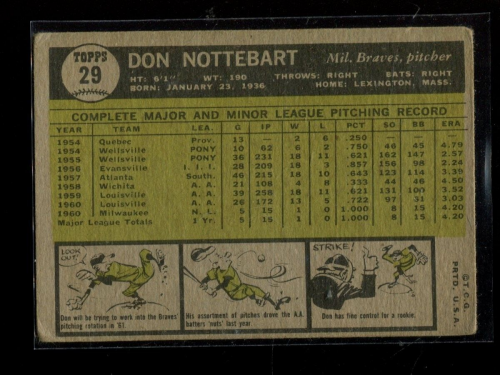 TOPPS
29
DON NOTTEBART Mil. Braves, pitcher
HT: 6'1" WT: 190 THROWS: RIGHT BATS: RIGHT
BORN: JANUARY 23, 1936 HOME: LEXINGTON, MASS.
COMPLETE MAJOR AND MINOR LEAGUE PITCHING RECORD
YEAR TEAM LEA. G IP W L PCT SO BB ERA
1954 Quebec Prov. 13 2 6 .250
1954 Wellsville PONY 10 62 6 2 .750 45 46 4.79
1955 Wellsville PONY 36 231 18 11 .621 162 147 2.57
1956 Evansville I.I.I. 28 209 18 3 .857 158 98 2.24
1957 Atlanta South. 46 215 18 10 .643 123 114 3.39
1958 Wichita A.A. 21 108 4 8 .333 44 46 4.50
1959 Louisville A.A. 39 258 18 11 .621 131 100 3.52
1960 Louisville A.A. 26 172 13 5 .722 97 31 3.03
1960 Milwaukee N.L. 5 15 1 0 1.000 8 15 4.20
Major League Totals 1 Yr. 5 15 1 0 1.000 8 15 4.20
LOOK
OUT!
Don will be trying to work into the Braves'
pitching rotation in '61.
His assortment of pitches drove the A.A.
batters 'nuts' last year.
STRIKE!
Don has fine control for a rookie.
© T.C.G.
PRTD. U.S.A.